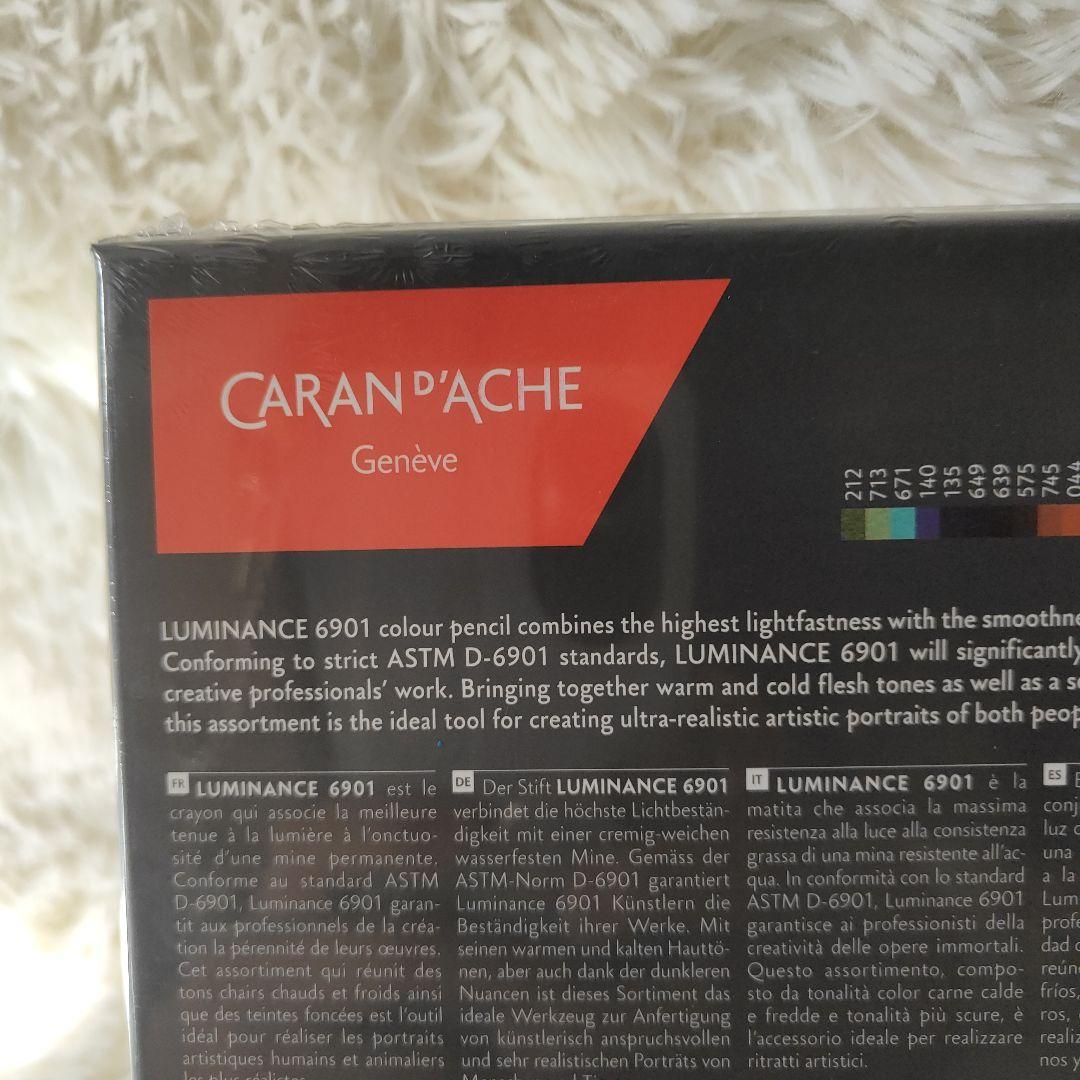 CARAN D'ACHE
Genève
212 713 671 140 135 649 639 575 745 044
LUMINANCE 6901 colour pencil combines the highest lightfastness with the
Conforming to strict ASTM D-6901 standards, LUMINANCE 6901 will significantly
creative professionals' work. Bringing together warm and cold flesh tones as well as a
this assortment is the ideal tool for creating ultra-realistic artistic portraits of both
FR LUMINANCE 6901 est le
crayon qui associe la meilleure
tenue à la lumière à l'onctuo-
sité d'une mine permanente.
Conforme au standard ASTM
D-6901, Luminance 6901 garan-
tit aux professionnels de la créa-
tion la pérennité de leurs œuvres.
Cet assortiment qui réunit des
tons chairs chauds et froids ainsi
que des teintes foncées est l'outil
idéal pour réaliser les portraits
artistiques humains et animaliers
les plus réalistes.
DE Der Stift LUMINANCE 6901
verbindet die höchste Lichtbestän-
digkeit mit einer cremig-weichen
wasserfesten Mine. Gemäss der
ASTM-Norm D-6901 garantiert
Luminance 6901 Künstlern die
Beständigkeit ihrer Werke. Mit
seinen warmen und kalten Hauttö-
nen, aber auch dank der dunkleren
Nuancen ist dieses Sortiment das
ideale Werkzeug zur Anfertigung
von künstlerisch anspruchsvollen
und sehr realistischen Porträts von
IT LUMINANCE 6901 è la
matita che associa la massima
resistenza alla luce alla consistenza
grassa di una mina resistente all'ac-
qua. In conformità con lo standard
ASTM D-6901, Luminance 6901
garantisce ai professionisti della
creatività delle opere immortali.
Questo assortimento, compo-
sto da tonalità color carne calde
e fredde e tonalità più scure, è
l'accessorio ideale per realizzare
ritratti artistici.
ES
luz
una
a la
dad
fríos,
ros,
nos y